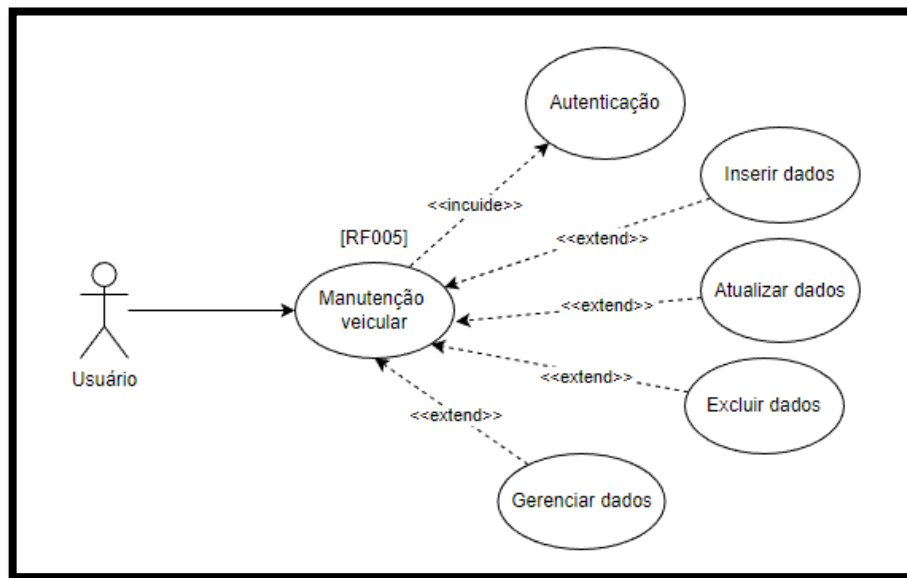 Autenticação
Inserir dados
<<incuide>>
[RF005]
<<extend>>
Manutenção
veicular
Atualizar dados
<<extend>>
Usuário
<<extend>>
Excluir dados
<<extend>>
Gerenciar dados